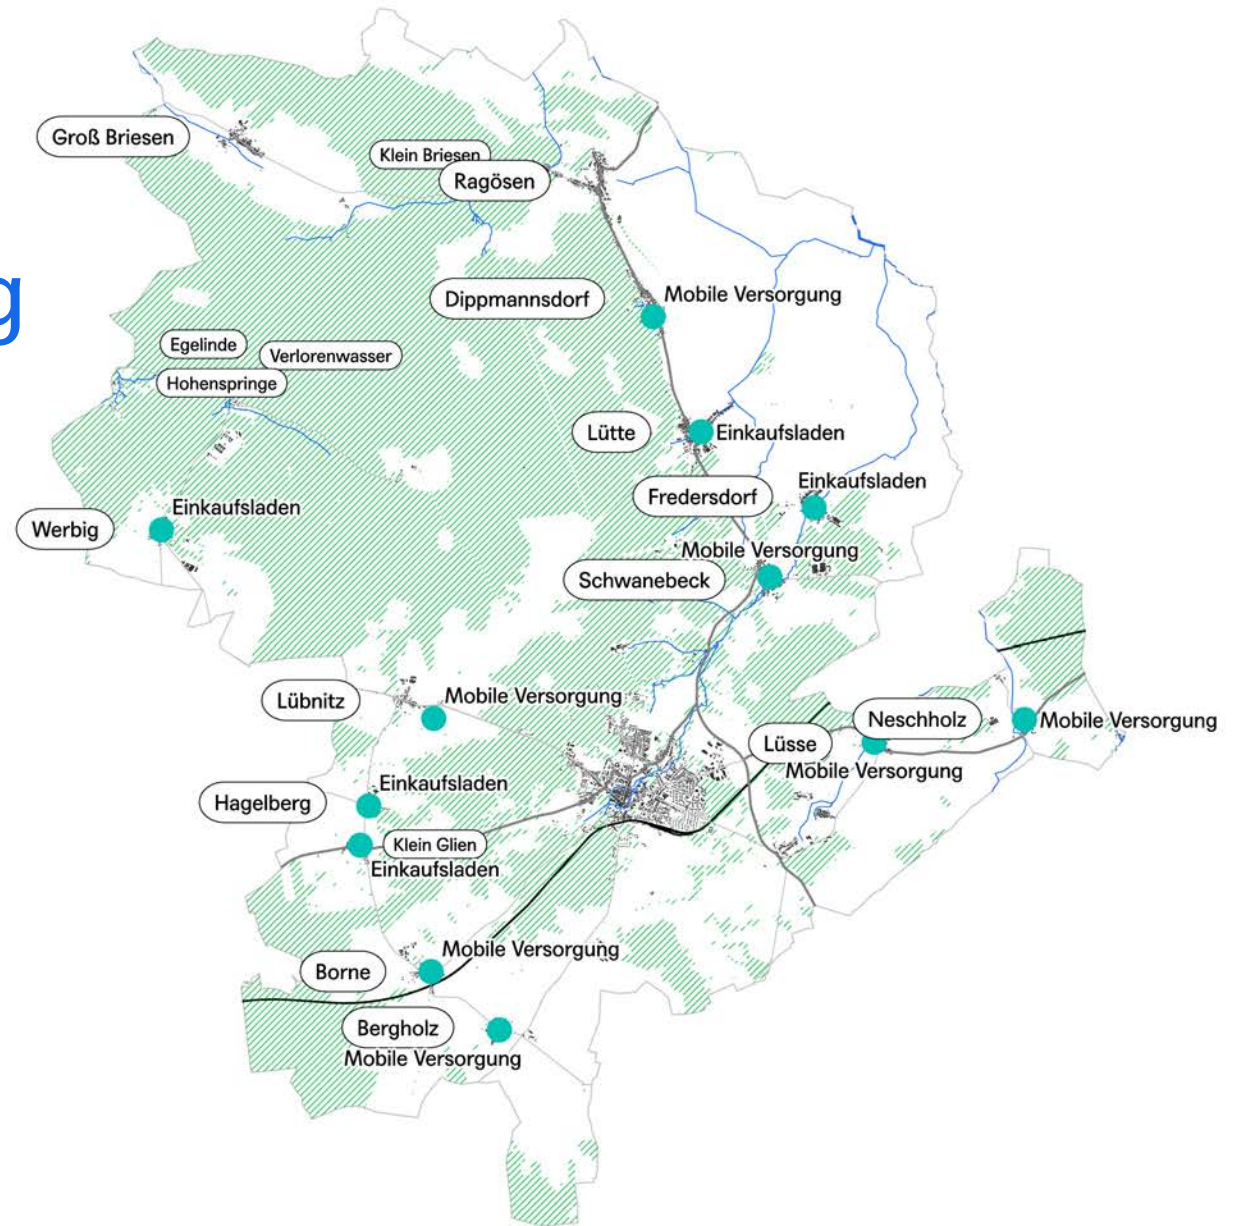 Groß Briesen
Klein Briesen
Ragösen
g
Dippmannsdorf
Mobile Versorgung
Egelinde
Verlorenwasser
Hohenspringe
Lütte
Einkaufsladen
Fredersdorf
Einkaufsladen
Werbig
Einkaufsladen
Mobile Versorgung
Schwanebeck
Lübnitz
Mobile Versorgung
Neschholz
Mobile Versorgung
Lüsse
Mobile Versorgung
Hagelberg
Einkaufsladen
Klein Glien
Einkaufsladen
Borne
Mobile Versorgung
Bergholz
Mobile Versorgung